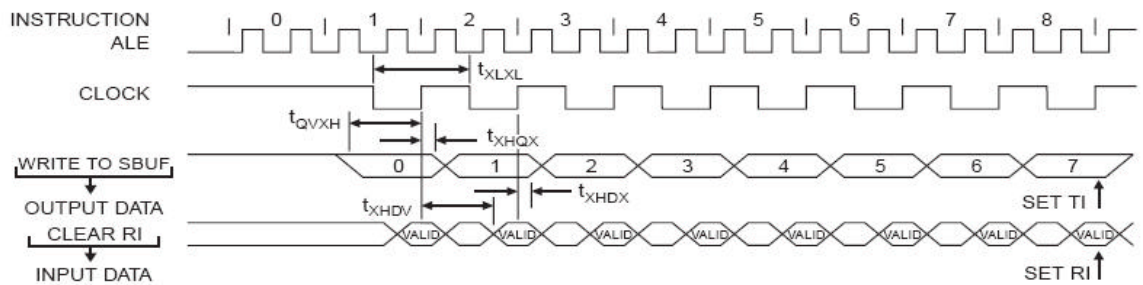 INSTRUCTION 0 1 2 3 4 5 6 7 8
ALE
tXLXL
CLOCK
tQVXH
tXHQX
WRITE TO SBUF 0 1 2 3 4 5 6 7
tXHDX
OUTPUT DATA SET TI
tXHDV
CLEAR RI VALID VALID VALID VALID VALID VALID VALID VALID
INPUT DATA SET RI